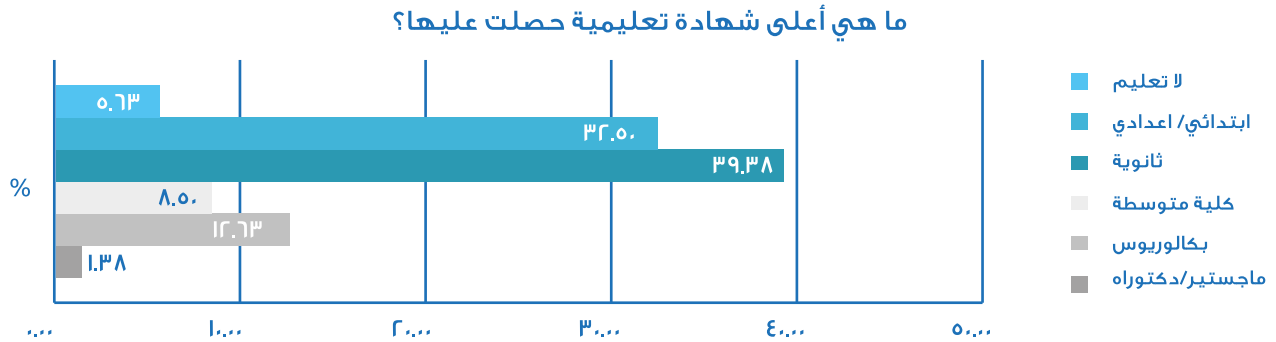 ما هي أعلى شهادة تعليمية حصلت عليها؟
لا تعليم
ابتدائي/ اعدادي
ثانوية
كلية متوسطة
بكالوريوس
ماجستير/دكتوراه
٥.٦٣
٣٢.٥٠
٣٩.٣٨
٨.٥٠
١٢.٦٣
١.٣٨
%
٠.٠٠
١٠.٠٠
٢٠.٠٠
٣٠.٠٠
٤٠.٠٠
٥٠.٠٠